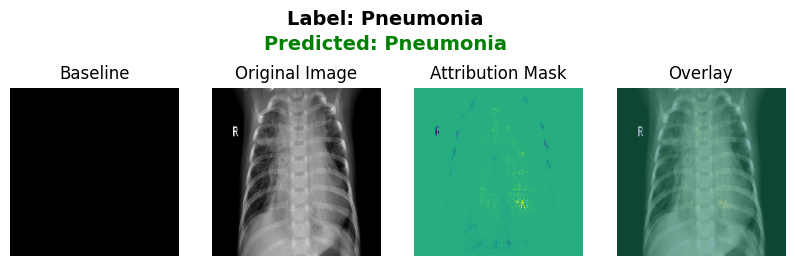 Label: Pneumonia
Predicted: Pneumonia
Baseline
Original Image
Attribution Mask
Overlay
R
R
R